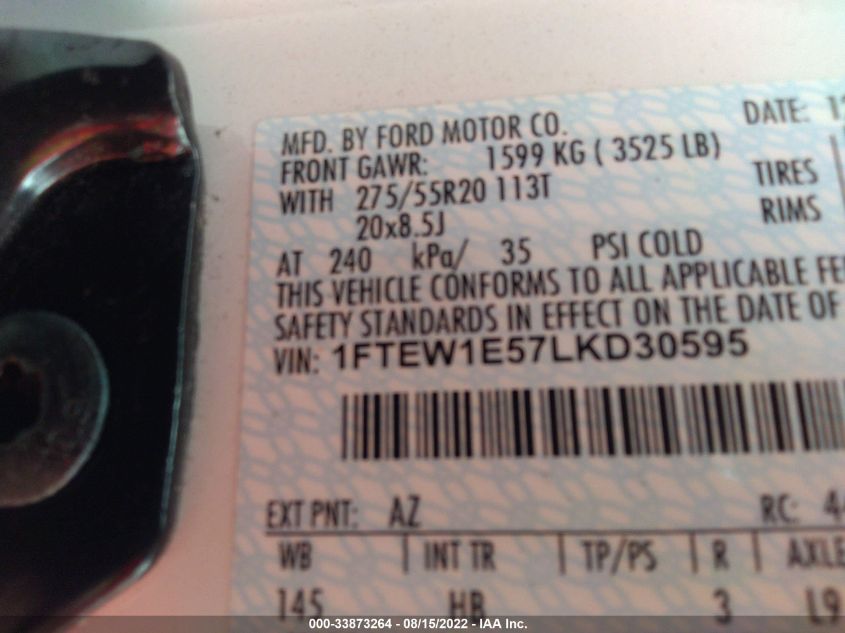 MFD. BY FORD MOTOR CO. DATE:
FRONT GAWR: 1599 KG ( 3525 LB)
WITH 275/55R20 113T TIRES
20x8.5J RIMS
AT 240 kPa/ 35 PSI COLD
THIS VEHICLE CONFORMS TO ALL APPLICABLE
SAFETY STANDARDS IN EFFECT ON THE DATE OF
VIN: 1FTEW1E57LKD30595
EXT PNT: AZ RC:
WB INT TR TP/PS R AXLE
145 HB 3 L9
000-33873264 - 08/15/2022 - IAA Inc.